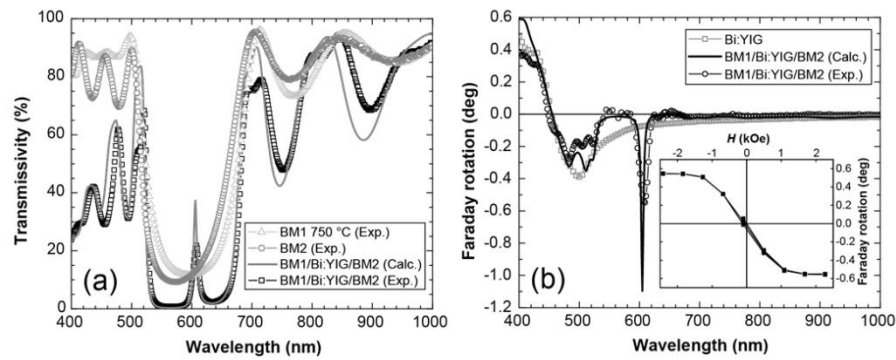 100
80
60
40
20
0
400 500 600 700 800 900 1000
Transmissivity (%)
Wavelength (nm)
(a)
BM1 750 °C (Exp.)
BM2 (Exp.)
BM1/Bi:YIG/BM2 (Calc.)
BM1/Bi:YIG/BM2 (Exp.)
0.6
0.4
0.2
0.0
-0.2
-0.4
-0.6
-0.8
-1.0
-1.2
400 500 600 700 800 900 1000
Faraday rotation (deg)
Wavelength (nm)
(b)
Bi:YIG
BM1/Bi:YIG/BM2 (Calc.)
BM1/Bi:YIG/BM2 (Exp.)
H (kOe)
-2 -1 0 1 2
0.6
0.4
0.2
0.0
-0.2
-0.4
-0.6
Faraday rotation (deg)